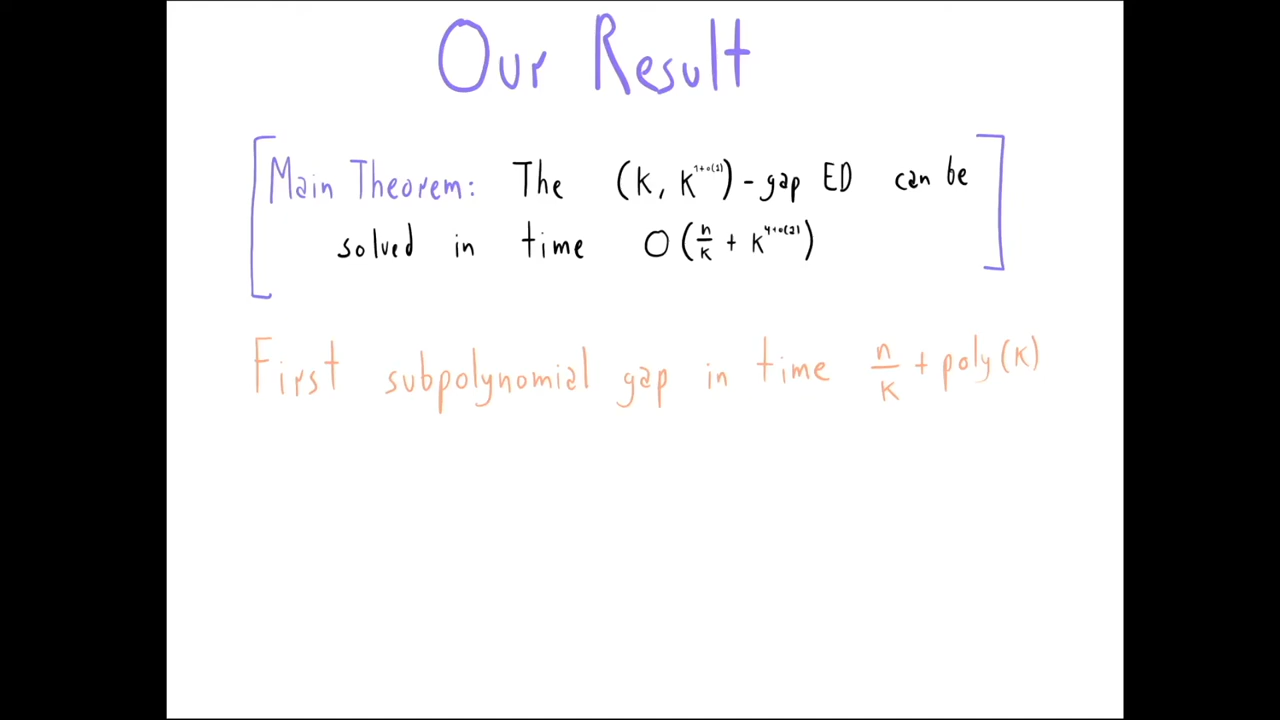 Our Result
Main Theorem: The (K, K^{1+o(1)}) - gap ED can be
solved in time O(n/K + K^{4+o(1)})
First subpolynomial gap in time n/K + poly(K)